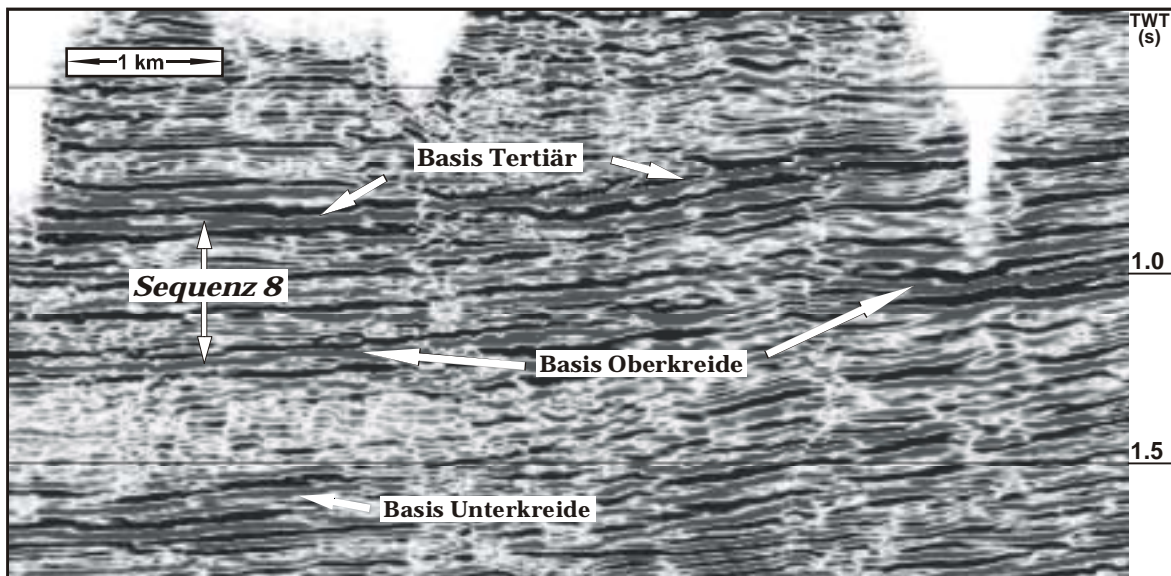 TWT
(s)
1 km
Basis Tertiär
1.0
Sequenz 8
Basis Oberkreide
1.5
Basis Unterkreide